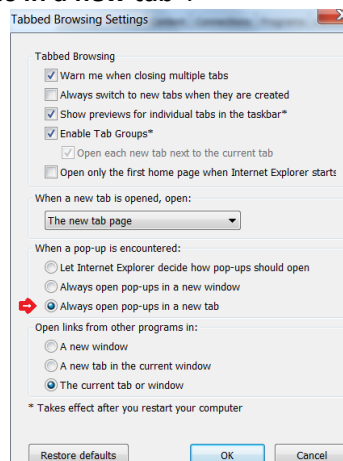 in a new tab
Tabbed Browsing Settings
Tabbed Browsing
Warn me when closing multiple tabs
Always switch to new tabs when they are created
Show previews for individual tabs in the taskbar*
Enable Tab Groups*
Open each new tab next to the current tab
Open only the first home page when Internet Explorer starts
When a new tab is opened, open:
The new tab page
When a pop-up is encountered:
Let Internet Explorer decide how pop-ups should open
Always open pop-ups in a new window
Always open pop-ups in a new tab
Open links from other programs in:
A new window
A new tab in the current window
The current tab or window
* Takes effect after you restart your computer
Restore defaults
OK
Cancel